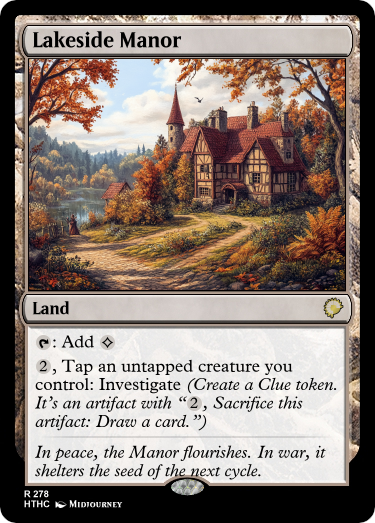 Lakeside Manor
Land
: Add
2, Tap an untapped creature you
control: Investigate (Create a Clue token.
It's an artifact with “2, Sacrifice this
artifact: Draw a card.”)
In peace, the Manor flourishes. In war, it
shelters the seed of the next cycle.
R 278
HTHC Midjourney